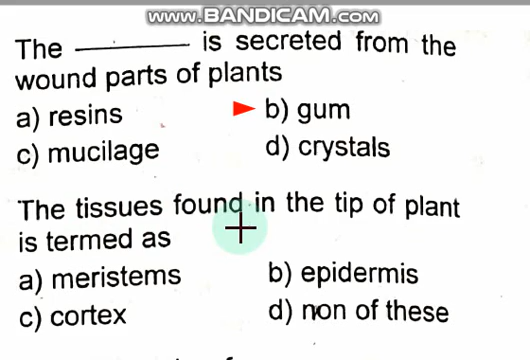 www.BANDICAM.com
The ________ is secreted from the
wound parts of plants
a) resins b) gum
c) mucilage d) crystals
The tissues found in the tip of plant
is termed as
a) meristems b) epidermis
c) cortex d) non of these